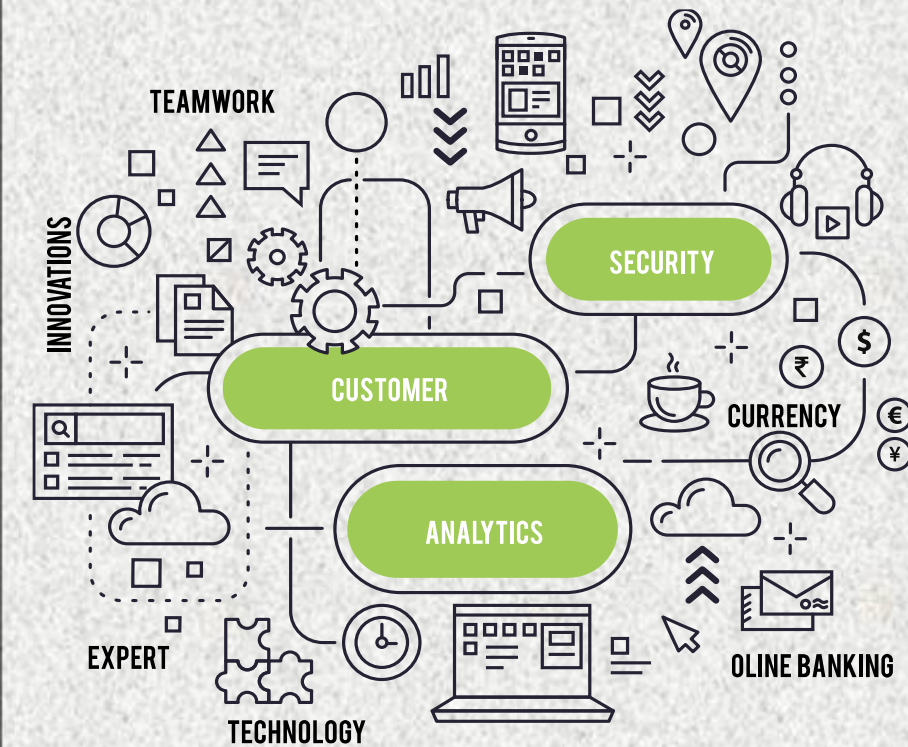 TEAMWORK
INNOVATIONS
SECURITY
$
₹
CUSTOMER
CURRENCY
€
¥
ANALYTICS
EXPERT
OLINE BANKING
TECHNOLOGY